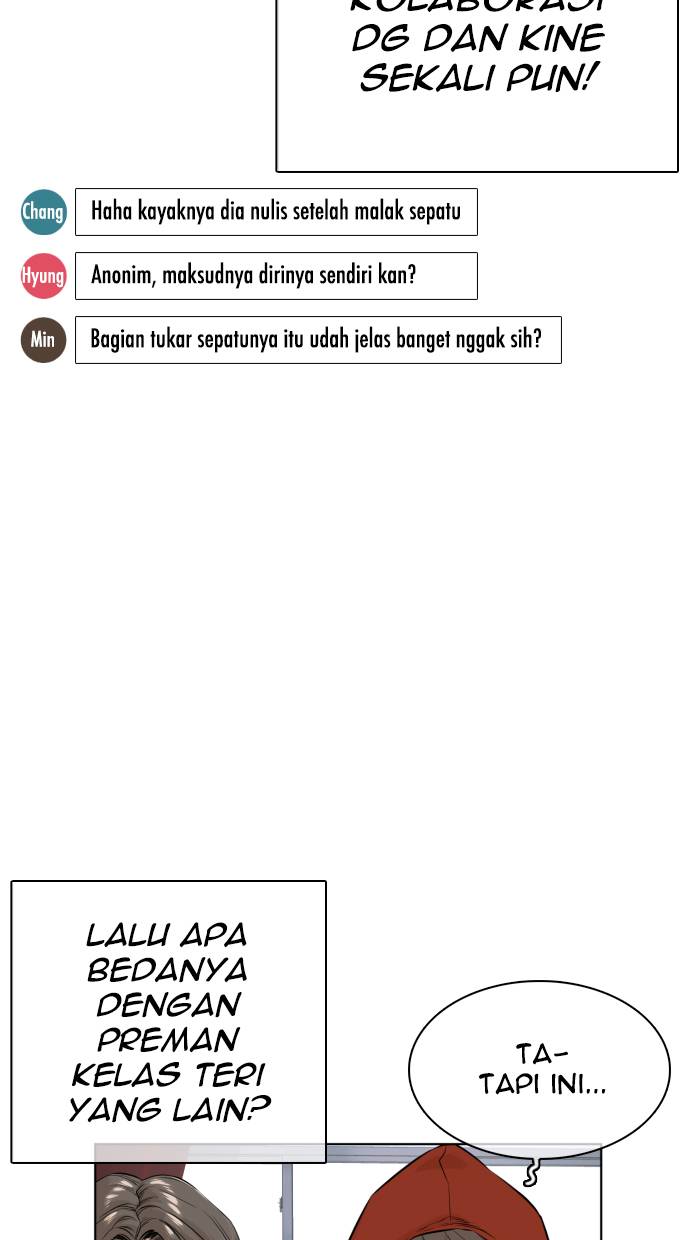 KOLABORASI
DG DAN KINE
SEKALI PUN!
Chang
Haha kayaknya dia nulis setelah malak sepatu
Hyung
Anonim, maksudnya dirinya sendiri kan?
Min
Bagian tukar sepatunya itu udah jelas banget nggak sih?
LALU APA
BEDANYA
DENGAN
PREMAN
KELAS TERI
YANG LAIN?
TA-
TAPI INI...